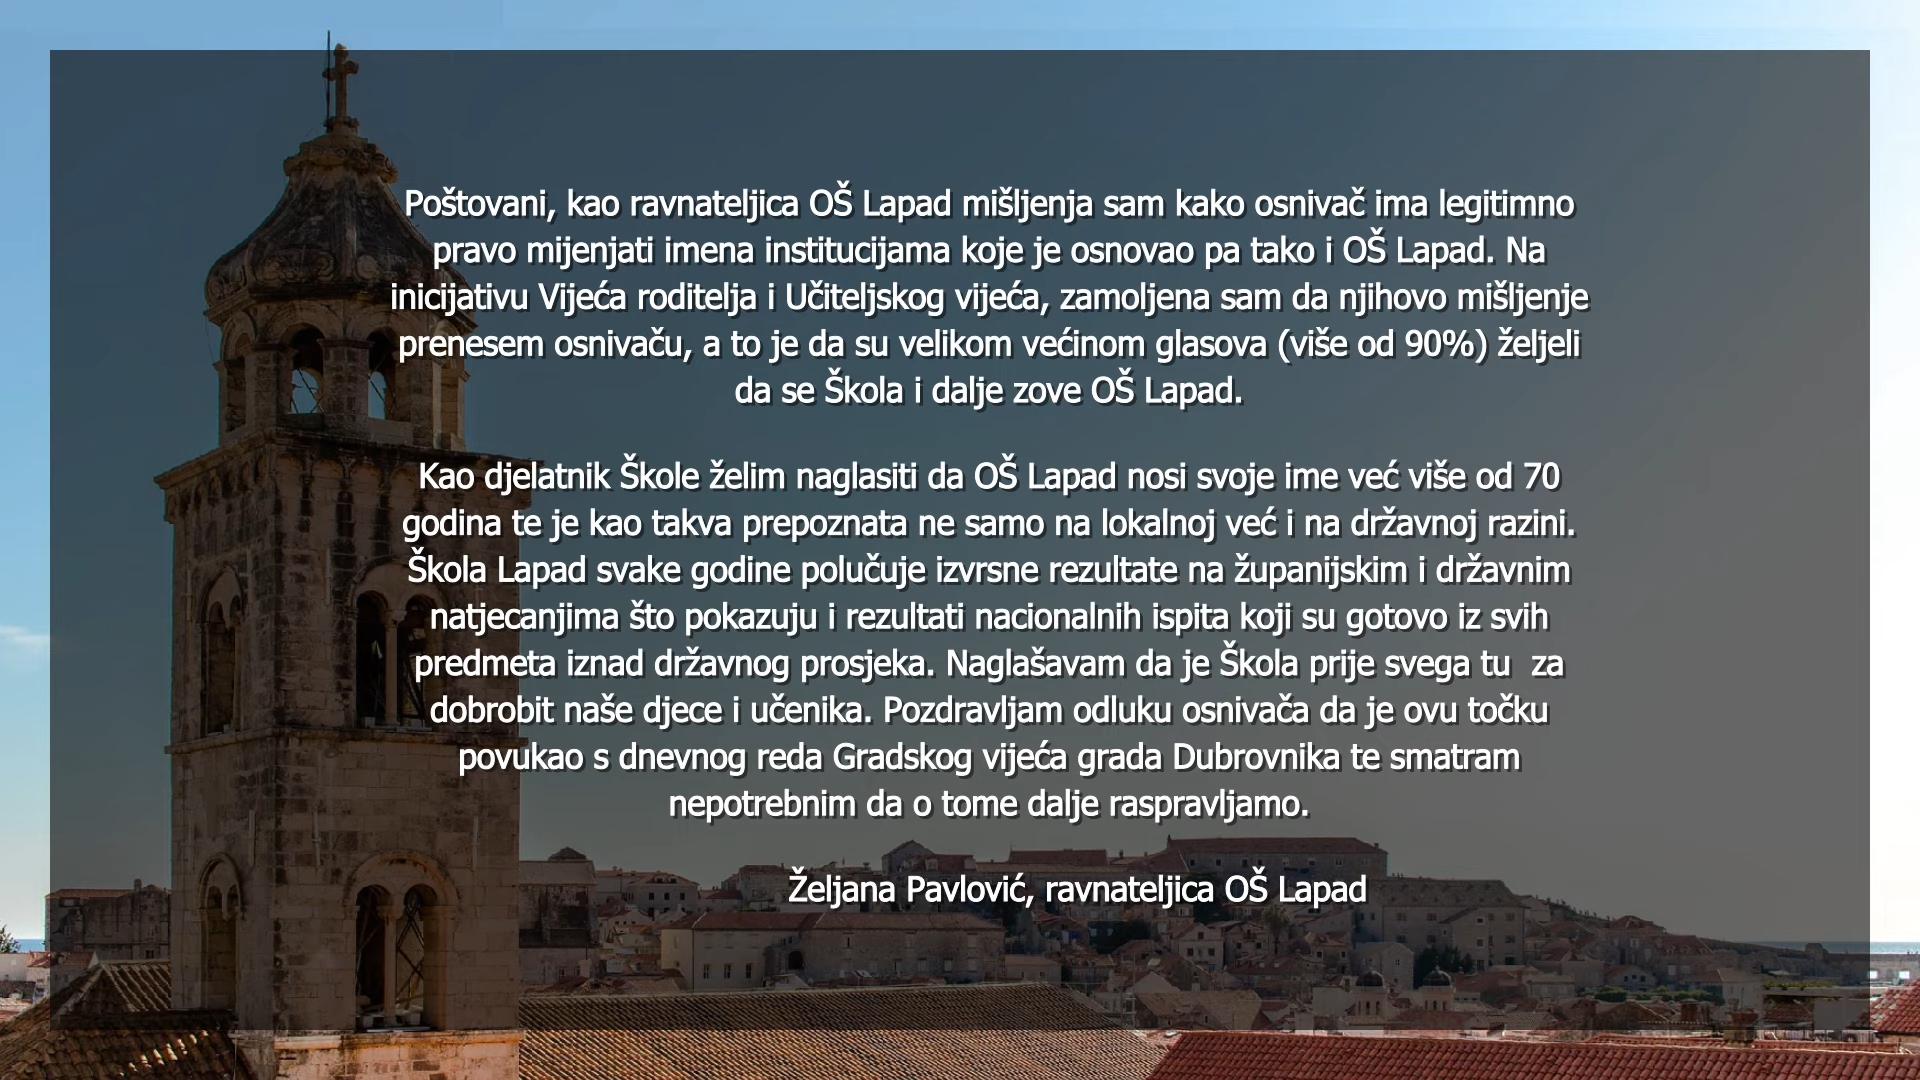 Poštovani, kao ravnateljica OŠ Lapad mišljenja sam kako osnivač ima legitimno
pravo mijenjati imena institucijama koje je osnovao pa tako i OŠ Lapad. Na
inicijativu Vijeća roditelja i Učiteljskog vijeća, zamoljena sam da njihovo mišljenje
prenesem osnivaču, a to je da su velikom većinom glasova (više od 90%) željeli
da se Škola i dalje zove OŠ Lapad.
Kao djelatnik Škole želim naglasiti da OŠ Lapad nosi svoje ime već više od 70
godina te je kao takva prepoznata ne samo na lokalnoj već i na državnoj razini.
Škola Lapad svake godine polučuje izvrsne rezultate na županijskim i državnim
natjecanjima što pokazuju i rezultati nacionalnih ispita koji su gotovo iz svih
predmeta iznad državnog prosjeka. Naglašavam da je Škola prije svega tu  za
dobrobit naše djece i učenika. Pozdravljam odluku osnivača da je ovu točku
povukao s dnevnog reda Gradskog vijeća grada Dubrovnika te smatram
nepotrebnim da o tome dalje raspravljamo.
Željana Pavlović, ravnateljica OŠ Lapad